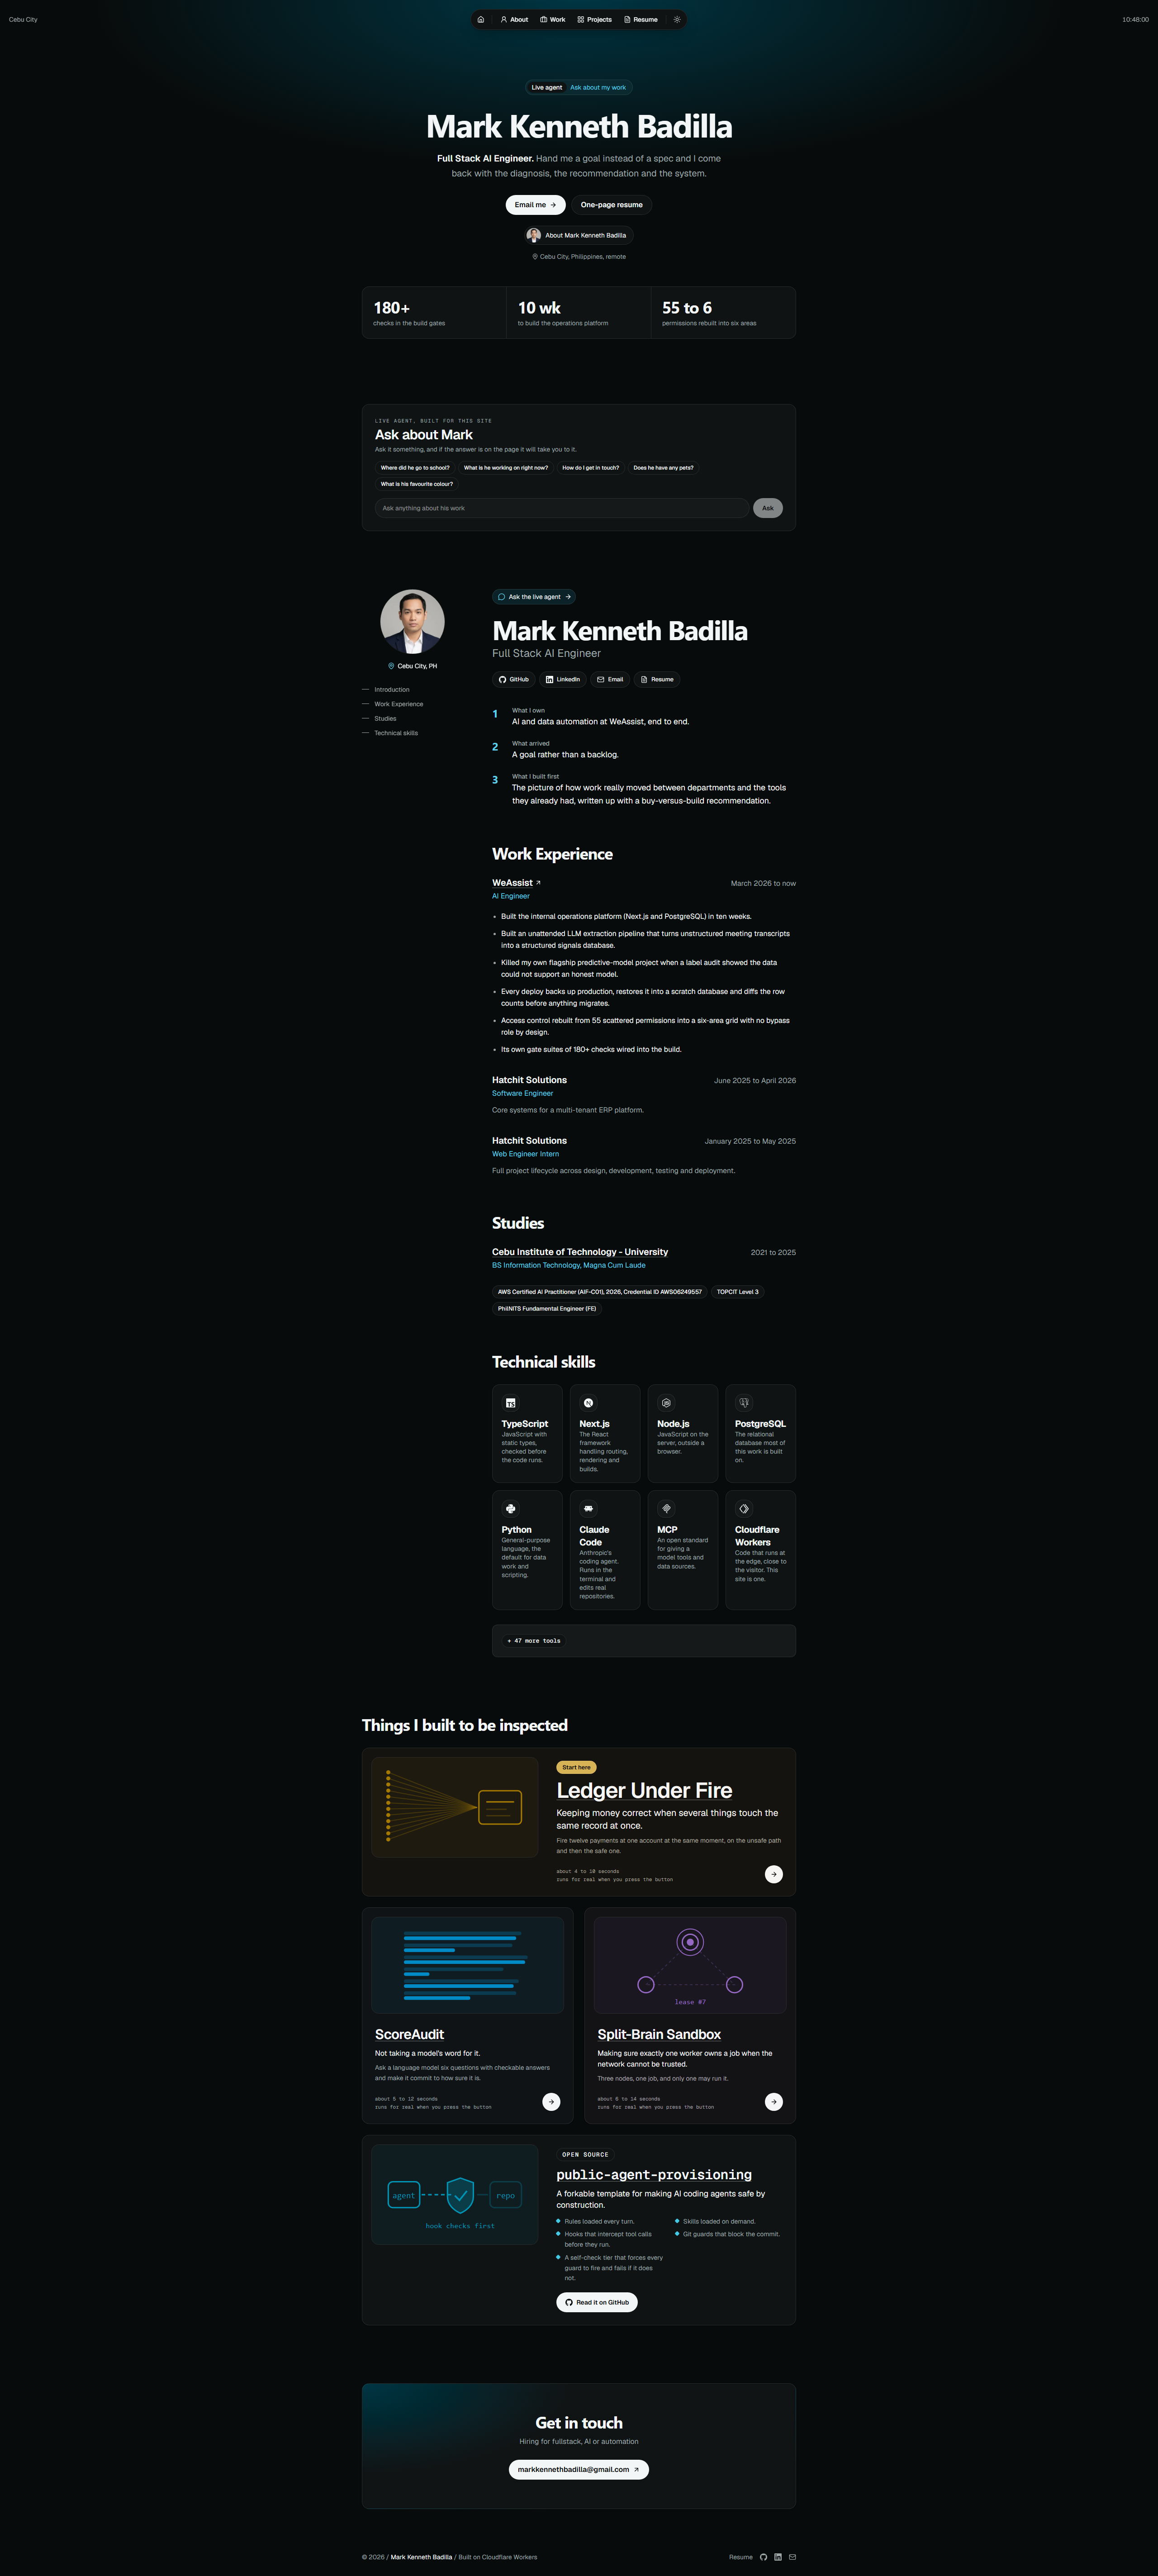 Cebu City
About
Work
Projects
Resume
10:48:00
Live agent
Ask about my work
Mark Kenneth Badilla
Full Stack AI Engineer. Hand me a goal instead of a spec and I come
back with the diagnosis, the recommendation and the system.
Email me
One-page resume
About Mark Kenneth Badilla
Cebu City, Philippines, remote
180+
checks in the build gates
10 wk
to build the operations platform
55 to 6
permissions rebuilt into six areas
LIVE AGENT, BUILT FOR THIS SITE
Ask about Mark
Ask it something, and if the answer is on the page it will take you to it.
Where did he go to school?
What is he working on right now?
How do I get in touch?
Does he have any pets?
What is his favourite colour?
Ask anything about his work
Ask
Cebu City, PH
Introduction
Work Experience
Studies
Technical skills
Ask the live agent
Mark Kenneth Badilla
Full Stack AI Engineer
GitHub
LinkedIn
Email
Resume
1
What I own
AI and data automation at WeAssist, end to end.
2
What arrived
A goal rather than a backlog.
3
What I built first
The picture of how work really moved between departments and the tools
they already had, written up with a buy-versus-build recommendation.
Work Experience
WeAssist
March 2026 to now
AI Engineer
Built the internal operations platform (Next.js and PostgreSQL) in ten weeks.
Built an unattended LLM extraction pipeline that turns unstructured meeting transcripts
into a structured signals database.
Killed my own flagship predictive-model project when a label audit showed the data
could not support an honest model.
Every deploy backs up production, restores it into a scratch database and diffs the row
counts before anything migrates.
Access control rebuilt from 55 scattered permissions into a six-area grid with no bypass
role by design.
Its own gate suites of 180+ checks wired into the build.
Hatchit Solutions
June 2025 to April 2026
Software Engineer
Core systems for a multi-tenant ERP platform.
Hatchit Solutions
January 2025 to May 2025
Web Engineer Intern
Full project lifecycle across design, development, testing and deployment.
Studies
Cebu Institute of Technology - University
2021 to 2025
BS Information Technology, Magna Cum Laude
AWS Certified AI Practitioner (AIF-C01), 2026, Credential ID AWS06249557
TOPCIT Level 3
PhilNITS Fundamental Engineer (FE)
Technical skills
TypeScript
JavaScript with
static types,
checked before
the code runs.
Next.js
The React
framework
handling routing,
rendering and
builds.
Node.js
JavaScript on the
server, outside a
browser.
PostgreSQL
The relational
database most of
this work is built
on.
Python
General-purpose
language, the
default for data
work and
scripting.
Claude
Code
Anthropic's
coding agent.
Runs in the
terminal and
edits real
repositories.
MCP
An open standard
for giving a
model tools and
data sources.
Cloudflare
Workers
Code that runs at
the edge, close to
the visitor. This
site is one.
+ 47 more tools
Things I built to be inspected
Start here
Ledger Under Fire
Keeping money correct when several things touch the
same record at once.
Fire twelve payments at one account at the same moment, on the unsafe path
and then the safe one.
about 4 to 10 seconds
runs for real when you press the button
ScoreAudit
Not taking a model's word for it.
Ask a language model six questions with checkable answers
and make it commit to how sure it is.
about 5 to 12 seconds
runs for real when you press the button
lease #7
Split-Brain Sandbox
Making sure exactly one worker owns a job when the
network cannot be trusted.
Three nodes, one job, and only one may run it.
about 6 to 14 seconds
runs for real when you press the button
agent
repo
hook checks first
OPEN SOURCE
public-agent-provisioning
A forkable template for making AI coding agents safe by
construction.
Rules loaded every turn.
Skills loaded on demand.
Hooks that intercept tool calls
before they run.
Git guards that block the commit.
A self-check tier that forces every
guard to fire and fails if it does
not.
Read it on GitHub
Get in touch
Hiring for fullstack, AI or automation
markkennethbadilla@gmail.com
© 2026 / Mark Kenneth Badilla / Built on Cloudflare Workers
Resume